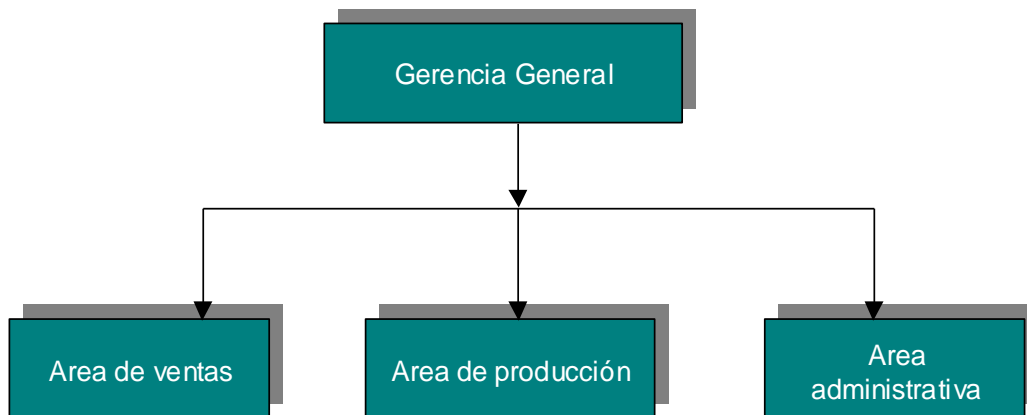 Gerencia General
Area de ventas
Area de producción
Area
administrativa